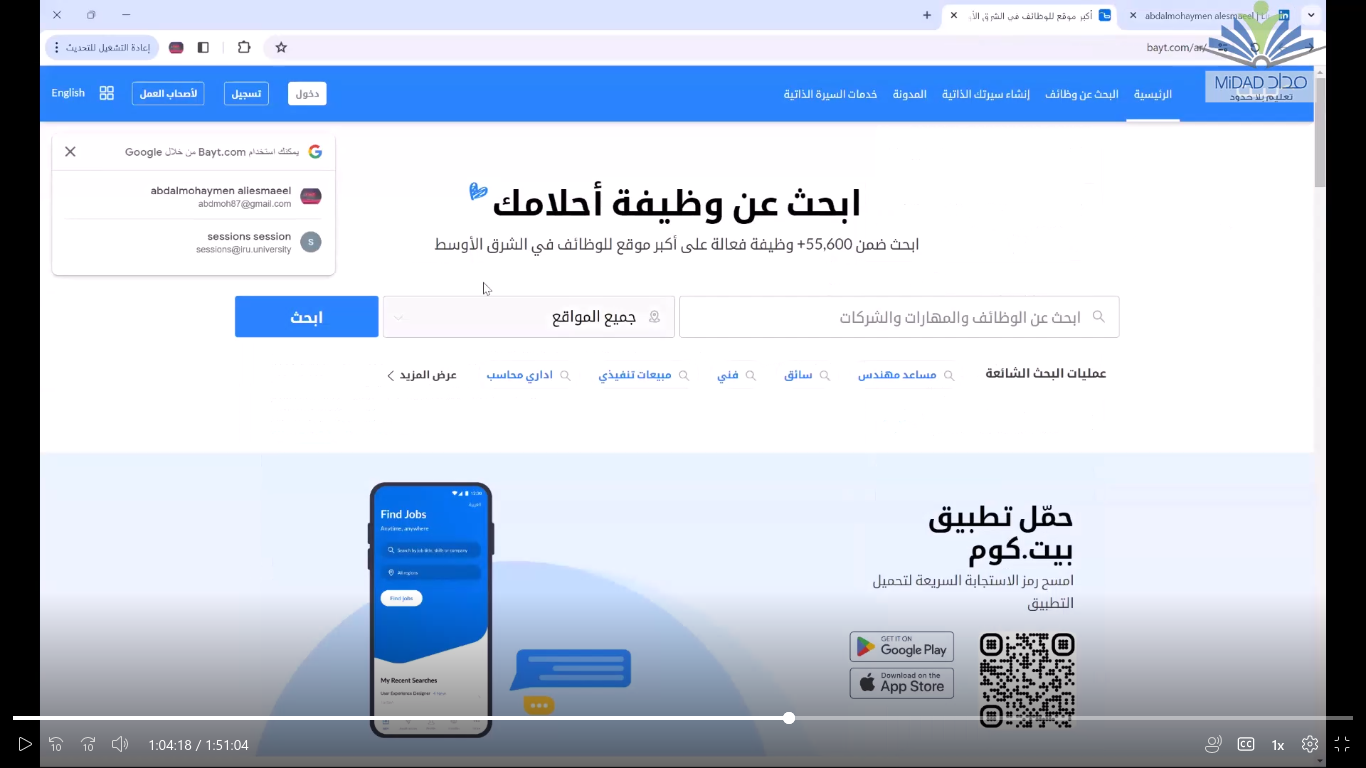 أكبر موقع للوظائف في الشرق الأو
abdalmohaymen alesmaeel | Li
إعادة التشغيل للتحديث
bayt.com/ar/
MIDAD مداد
تعليم بلا حدود
الرئيسية
البحث عن وظائف
إنشاء سيرتك الذاتية
المدونة
خدمات السيرة الذاتية
دخول
تسجيل
لأصحاب العمل
English
يمكنك استخدام Bayt.com من خلال Google
abdalmohaymen aliesmaeel
abdmoh87@gmail.com
S
sessions session
sessions@iru.university
ابحث عن وظيفة أحلامك
ابحث ضمن 55,600+ وظيفة فعالة على أكبر موقع للوظائف في الشرق الأوسط
ابحث عن الوظائف والمهارات والشركات
جميع المواقع
ابحث
عمليات البحث الشائعة
مساعد مهندس
سائق
فني
مبيعات تنفيذي
اداري محاسب
عرض المزيد
حمّل تطبيق
بيت.كوم
امسح رمز الاستجابة السريعة لتحميل
التطبيق
GET IT ON
Google Play
Download on the
App Store
Find Jobs
Anytime, anywhere
Search by job title, skill or company
All regions
Find jobs
My Recent Searches
User Experience Designer
10
10
1:04:18 / 1:51:04
CC
1x